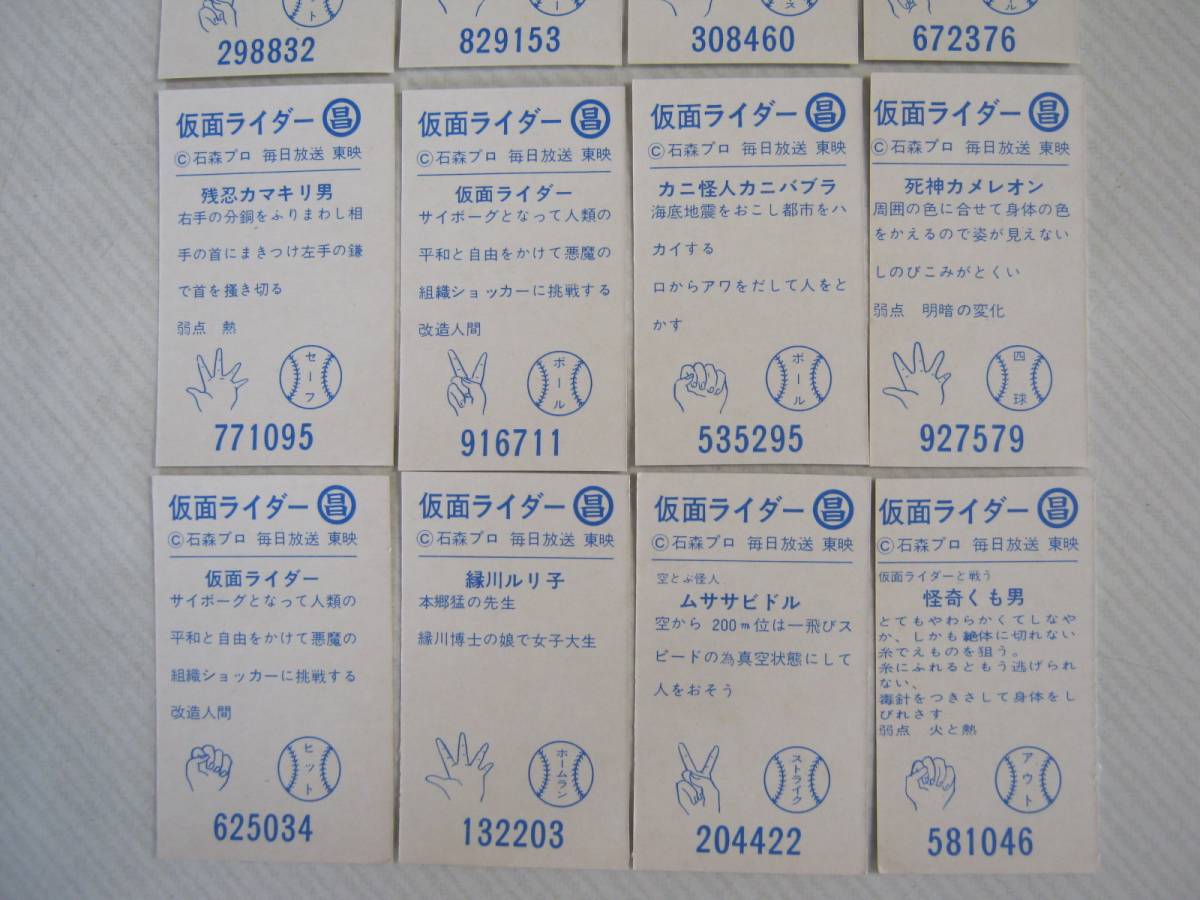 ット
298832
ー
829153
ス
308460
ル
672376
仮面ライダー 昌
©石森プロ 毎日放送 東映
残忍カマキリ男
右手の分銅をふりまわし相
手の首にまきつけ左手の鎌
で首を掻き切る
弱点 熱
セーフ
771095
仮面ライダー 昌
©石森プロ 毎日放送 東映
仮面ライダー
サイボーグとなって人類の
平和と自由をかけて悪魔の
組織ショッカーに挑戦する
改造人間
ボール
916711
仮面ライダー 昌
©石森プロ 毎日放送 東映
カニ怪人カニバブラ
海底地震をおこし都市をハ
カイする
口からアワをだして人をと
かす
ボール
535295
仮面ライダー 昌
©石森プロ 毎日放送 東映
死神カメレオン
周囲の色に合せて身体の色
をかえるので姿が見えない
しのびこみがとくい
弱点 明暗の変化
四球
927579
仮面ライダー 昌
©石森プロ 毎日放送 東映
仮面ライダー
サイボーグとなって人類の
平和と自由をかけて悪魔の
組織ショッカーに挑戦する
改造人間
ヒット
625034
仮面ライダー 昌
©石森プロ 毎日放送 東映
緑川ルリ子
本郷猛の先生
緑川博士の娘で女子大生
ホームラン
132203
仮面ライダー 昌
©石森プロ 毎日放送 東映
空とぶ怪人
ムササビドル
空から 200m位は一飛びス
ピードの為真空状態にして
人をおそう
ストライク
204422
仮面ライダー 昌
©石森プロ 毎日放送 東映
仮面ライダーと戦う
怪奇くも男
とてもやわらかくてしなや
か、しかも絶体に切れない
糸でえものを狙う。
糸にふれるともう逃げられ
ない、
毒針をつきさして身体をし
びれさす
弱点 火と熱
アウト
581046